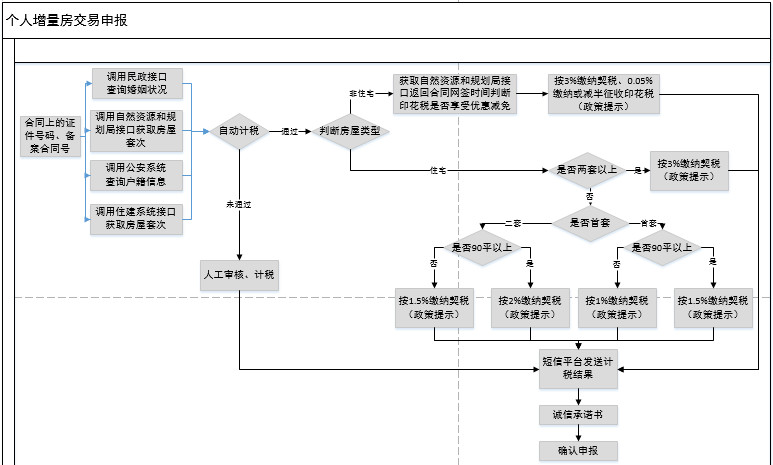 个人增量房交易申报
合同上的证
件号码、备
案合同号
调用民政接口
查询婚姻状况
调用自然资源和规
划局接口获取房屋
套次
调用公安系统
查询户籍信息
调用住建系统接口
获取房屋套次
自动计税
通过
未通过
人工审核、计税
判断房屋类型
非住宅
住宅
获取自然资源和规划局接
口返回合同网签时间判断
印花税是否享受优惠减免
按3%缴纳契税、0.05%
缴纳或减半征收印花税
（政策提示）
是否两套以上
是
按3%缴纳契税
（政策提示）
否
是否首套
二套
首套
是否90平以上
是否90平以上
否
是
否
是
按1.5%缴纳契税
（政策提示）
按2%缴纳契税
（政策提示）
按1%缴纳契税
（政策提示）
按1.5%缴纳契税
（政策提示）
短信平台发送计
税结果
诚信承诺书
确认申报